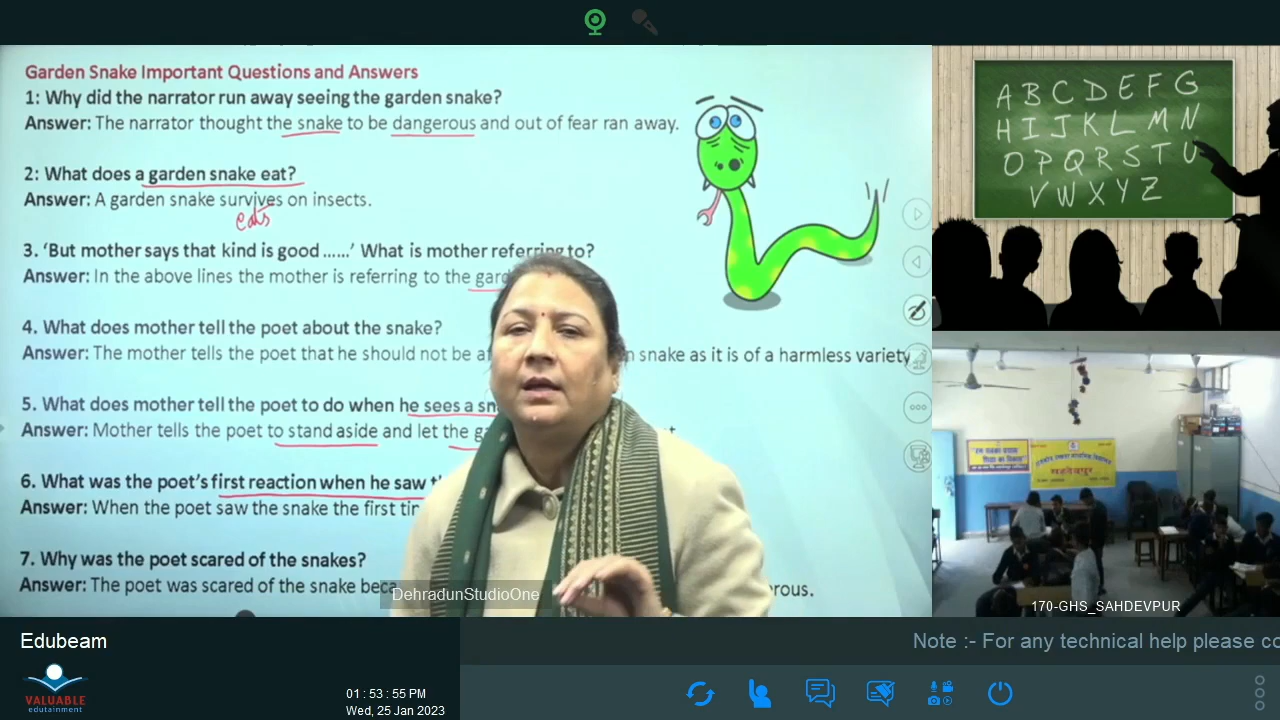 Garden Snake Important Questions and Answers
1: Why did the narrator run away seeing the garden snake?
Answer: The narrator thought the snake to be dangerous and out of fear ran away.
2: What does a garden snake eat?
Answer: A garden snake survives on insects.
eats
3. ‘But mother says that kind is good ......’ What is mother referring to?
Answer: In the above lines the mother is referring to the gard
4. What does mother tell the poet about the snake?
Answer: The mother tells the poet that he should not be af n snake as it is of a harmless variety
5. What does mother tell the poet to do when he sees a sn
Answer: Mother tells the poet to stand aside and let the ga
6. What was the poet’s first reaction when he saw t
Answer: When the poet saw the snake the first tim
7. Why was the poet scared of the snakes?
Answer: The poet was scared of the snake beca rous.
DehradunStudioOne
A B C D E F G
H I J K L M N
O P Q R S T U
V W X Y Z
170-GHS_SAHDEVPUR
Edubeam
VALUABLE
edutainment
01 : 53 : 55 PM
Wed, 25 Jan 2023
Note :- For any technical help please co